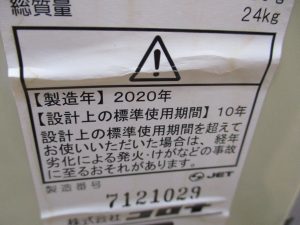 総質量 24kg
【製造年】2020年
【設計上の標準使用期間】10年
設計上の標準使用期間を超えて
お使いいただいた場合は、経年
劣化による発火・けがなどの事故
に至るおそれがあります。
製造番号 JET
7121029
株式会社 コロナ